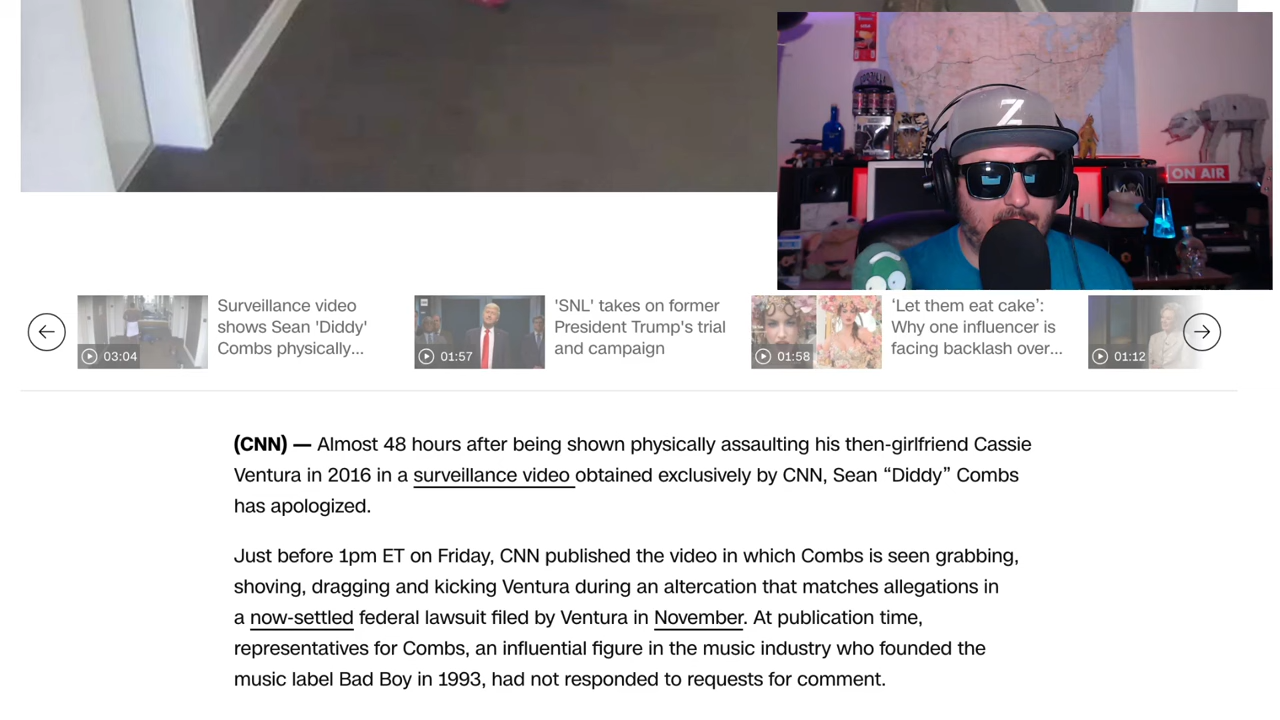 Z
ON AIR
Surveillance video
shows Sean 'Diddy'
Combs physically...
03:04
'SNL' takes on former
President Trump's trial
and campaign
01:57
‘Let them eat cake’:
Why one influencer is
facing backlash over...
01:58
01:12
(CNN) — Almost 48 hours after being shown physically assaulting his then-girlfriend Cassie
Ventura in 2016 in a surveillance video obtained exclusively by CNN, Sean “Diddy” Combs
has apologized.
Just before 1pm ET on Friday, CNN published the video in which Combs is seen grabbing,
shoving, dragging and kicking Ventura during an altercation that matches allegations in
a now-settled federal lawsuit filed by Ventura in November. At publication time,
representatives for Combs, an influential figure in the music industry who founded the
music label Bad Boy in 1993, had not responded to requests for comment.